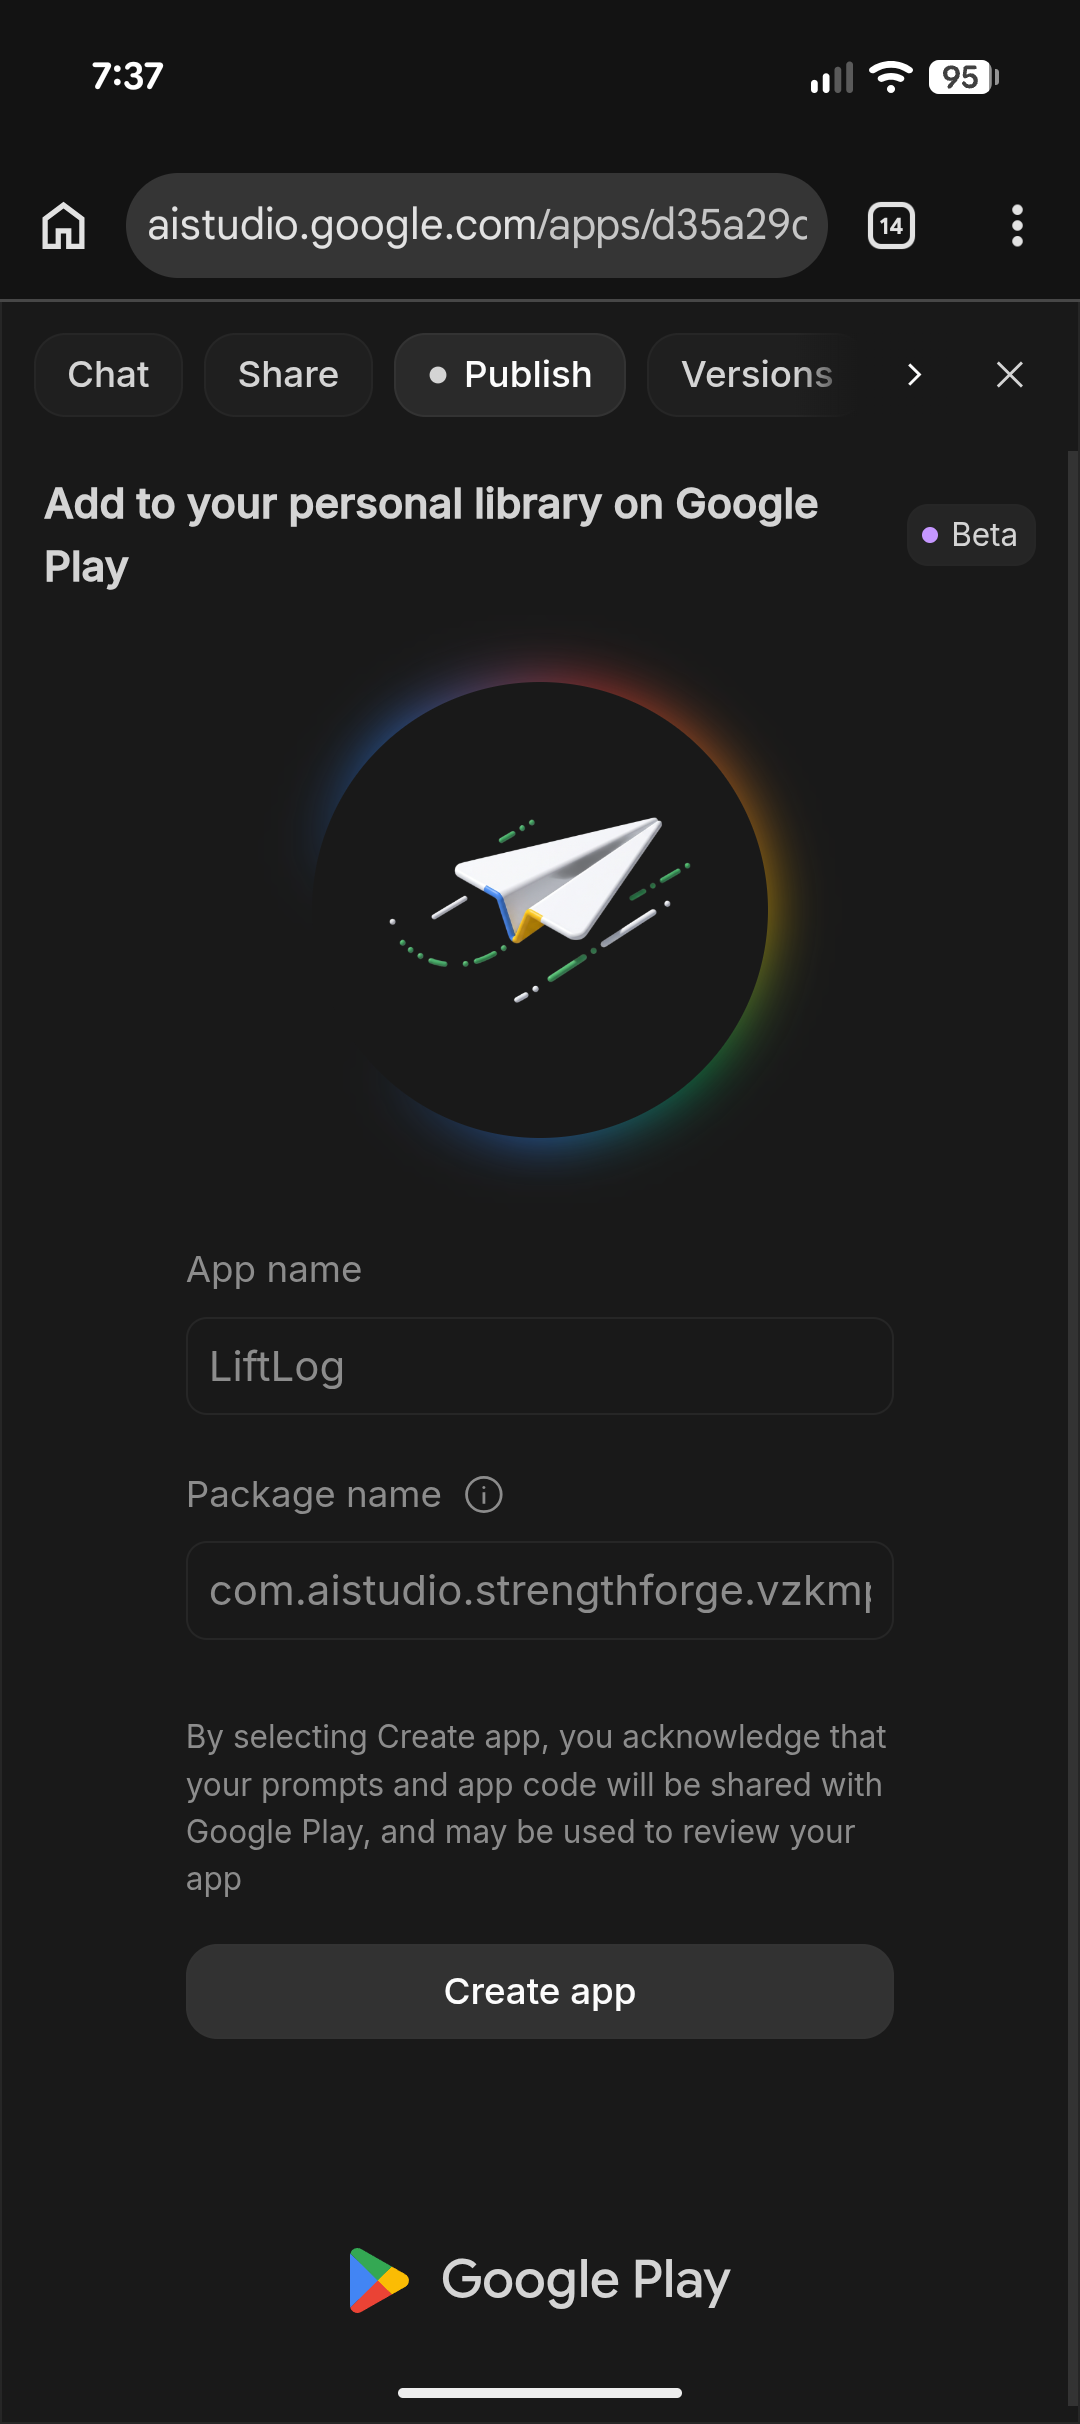 7:37
95
aistudio.google.com/apps/d35a29c
14
Chat
Share
Publish
Versions
Add to your personal library on Google
Play
Beta
App name
LiftLog
Package name
com.aistudio.strengthforge.vzkmp
By selecting Create app, you acknowledge that
your prompts and app code will be shared with
Google Play, and may be used to review your
app
Create app
Google Play